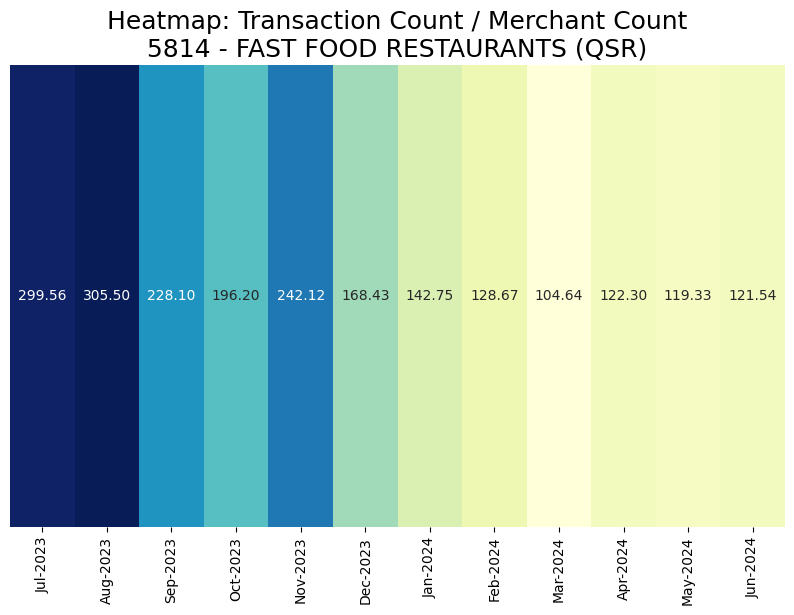 Heatmap: Transaction Count / Merchant Count
5814 - FAST FOOD RESTAURANTS (QSR)
299.56 305.50 228.10 196.20 242.12 168.43 142.75 128.67 104.64 122.30 119.33 121.54
Jul-2023 Aug-2023 Sep-2023 Oct-2023 Nov-2023 Dec-2023 Jan-2024 Feb-2024 Mar-2024 Apr-2024 May-2024 Jun-2024